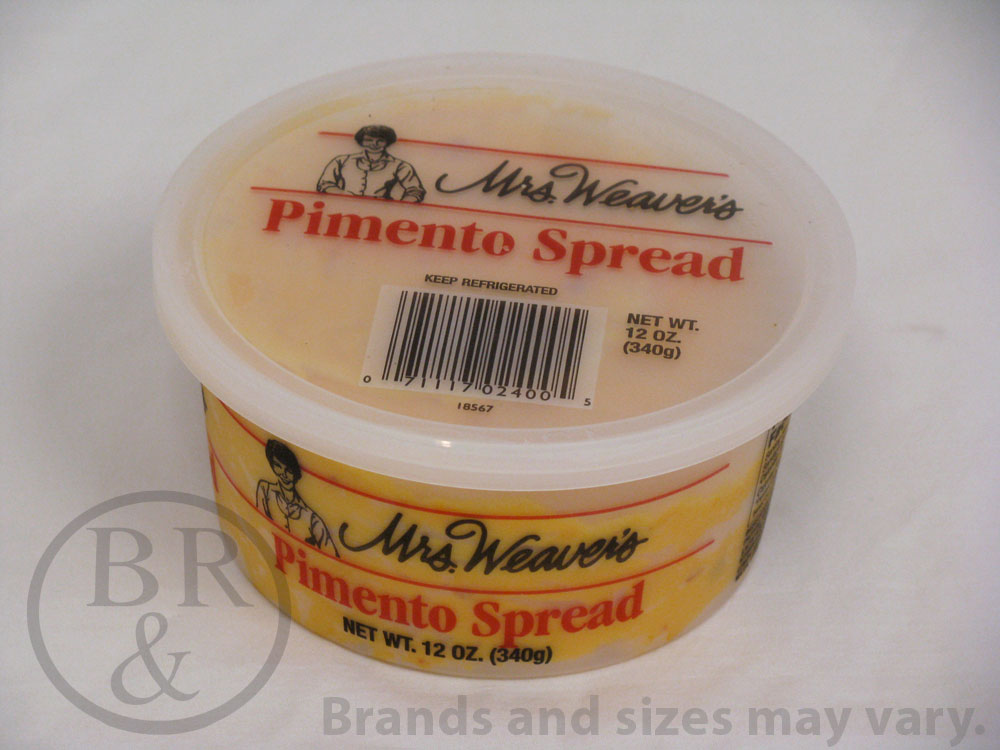 Mrs. Weaver's
Pimento Spread
KEEP REFRIGERATED
NET WT.
12 OZ.
(340g)
0 71117 02400 5
18567
Mrs. Weaver's
Pimento Spread
NET WT. 12 OZ. (340g)
B&R
Brands and sizes may vary.